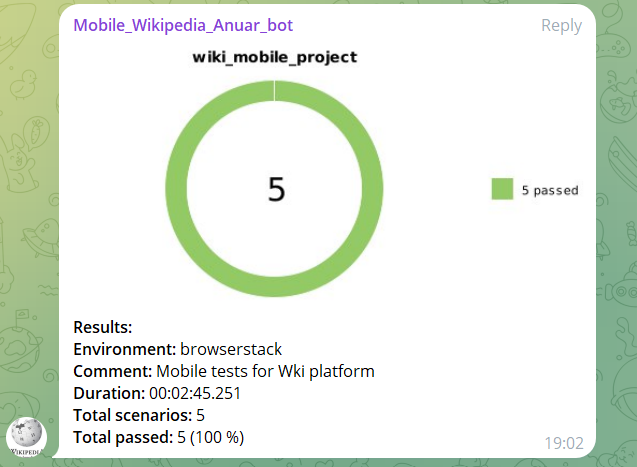 Mobile_Wikipedia_Anuar_bot Reply
wiki_mobile_project
5
5 passed
Results:
Environment: browserstack
Comment: Mobile tests for Wki platform
Duration: 00:02:45.251
Total scenarios: 5
Total passed: 5 (100 %)
WIKIPEDI
19:02